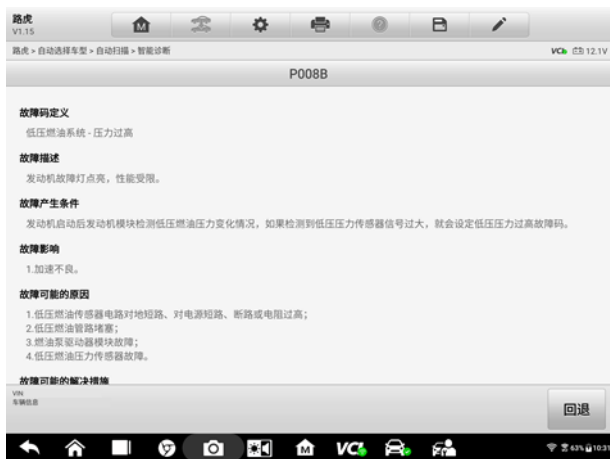 路虎
V1.15
路虎 > 自动选择车型 > 自动扫描 > 智能诊断
VCI 12.1V
P008B
故障码定义
低压燃油系统 - 压力过高
故障描述
发动机故障灯点亮，性能受限。
故障产生条件
发动机启动后发动机模块检测低压燃油压力变化情况，如果检测到低压压力传感器信号过大，就会设定低压压力过高故障码。
故障影响
1.加速不良。
故障可能的原因
1.低压燃油传感器电路对地短路、对电源短路、断路或电阻过高；
2.低压燃油管路堵塞；
3.燃油泵驱动器模块故障；
4.低压燃油压力传感器故障。
故障可能的解决措施
VIN
车辆信息
回退
M
VCI
63%
10:31